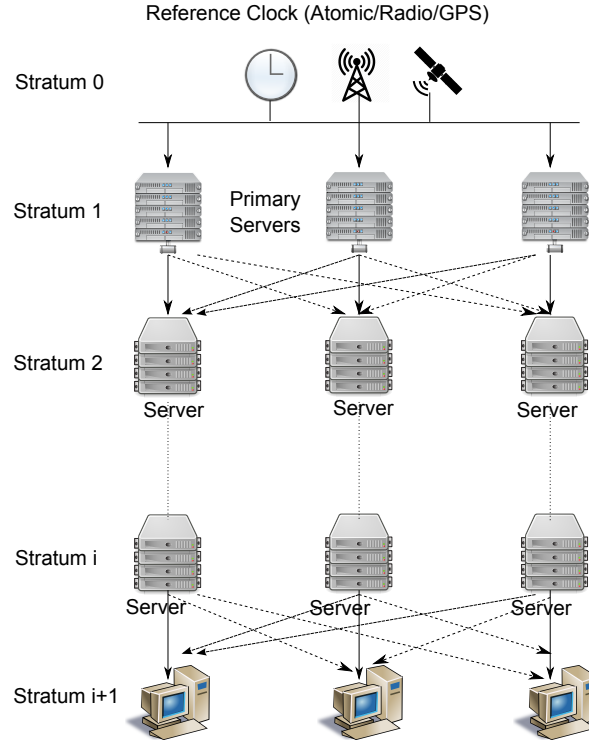 Reference Clock (Atomic/Radio/GPS)
Stratum 0
Stratum 1
Primary
Servers
Stratum 2
Server
Server
Server
Stratum i
Server
Server
Server
Stratum i+1